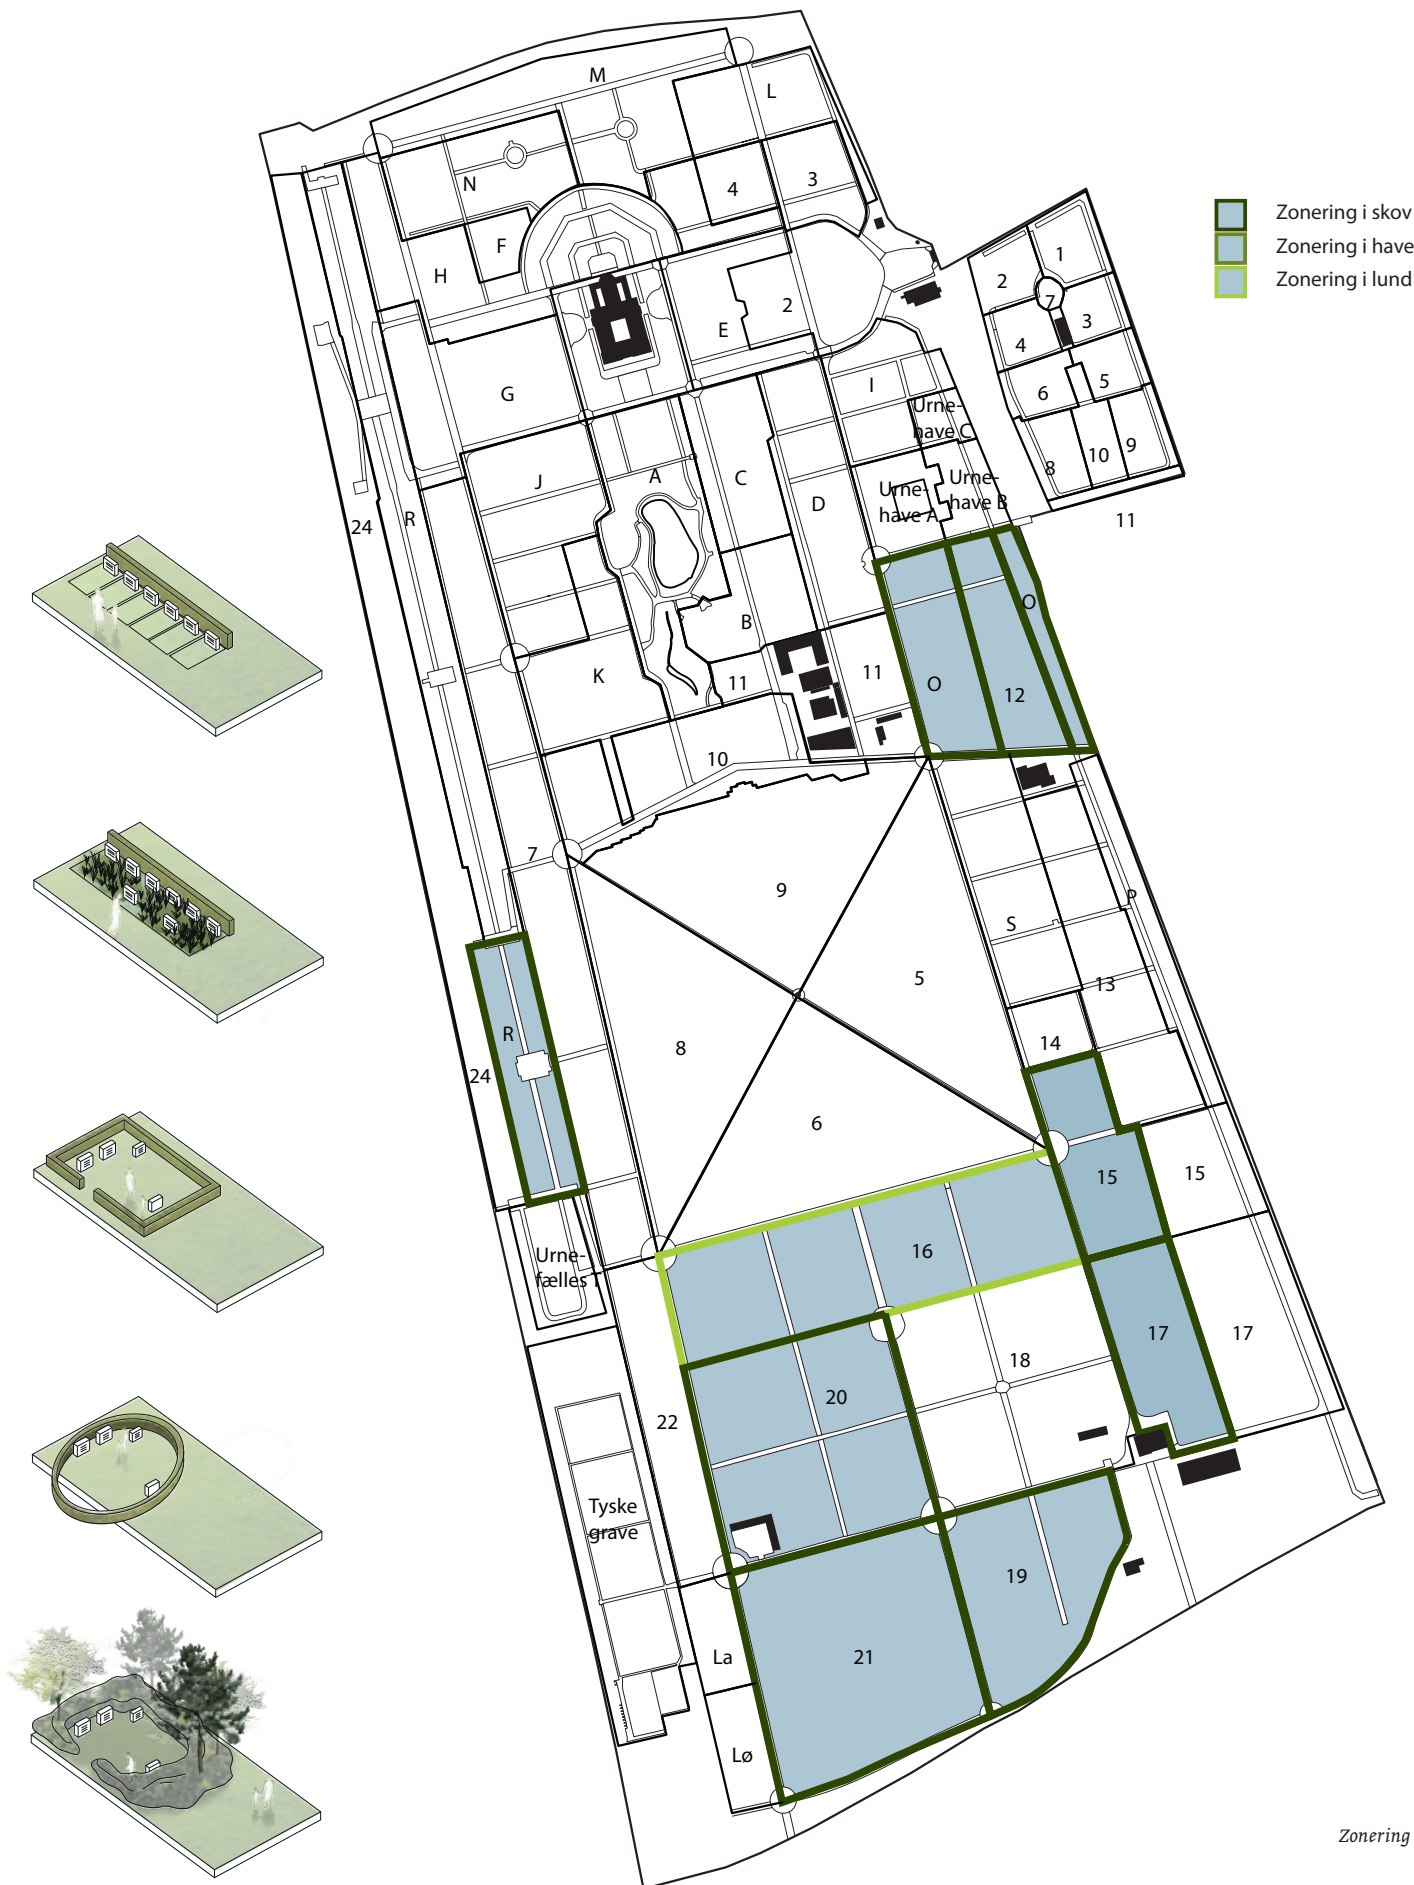 M
L
N
4
3
F
H
1
2
7
2
E
3
4
5
6
I
G
Urne-
have C
9
10
8
A
C
J
Urne-
have B
Urne-
have A
D
R
24
11
O
B
K
11
11
O
12
10
7
9
P
S
5
13
R
14
8
24
6
15
15
16
Urne-
fælles T
17
17
18
20
22
Tyske
grave
19
La
21
Lø
Zonering i skov
Zonering i have
Zonering i lund
Zonering